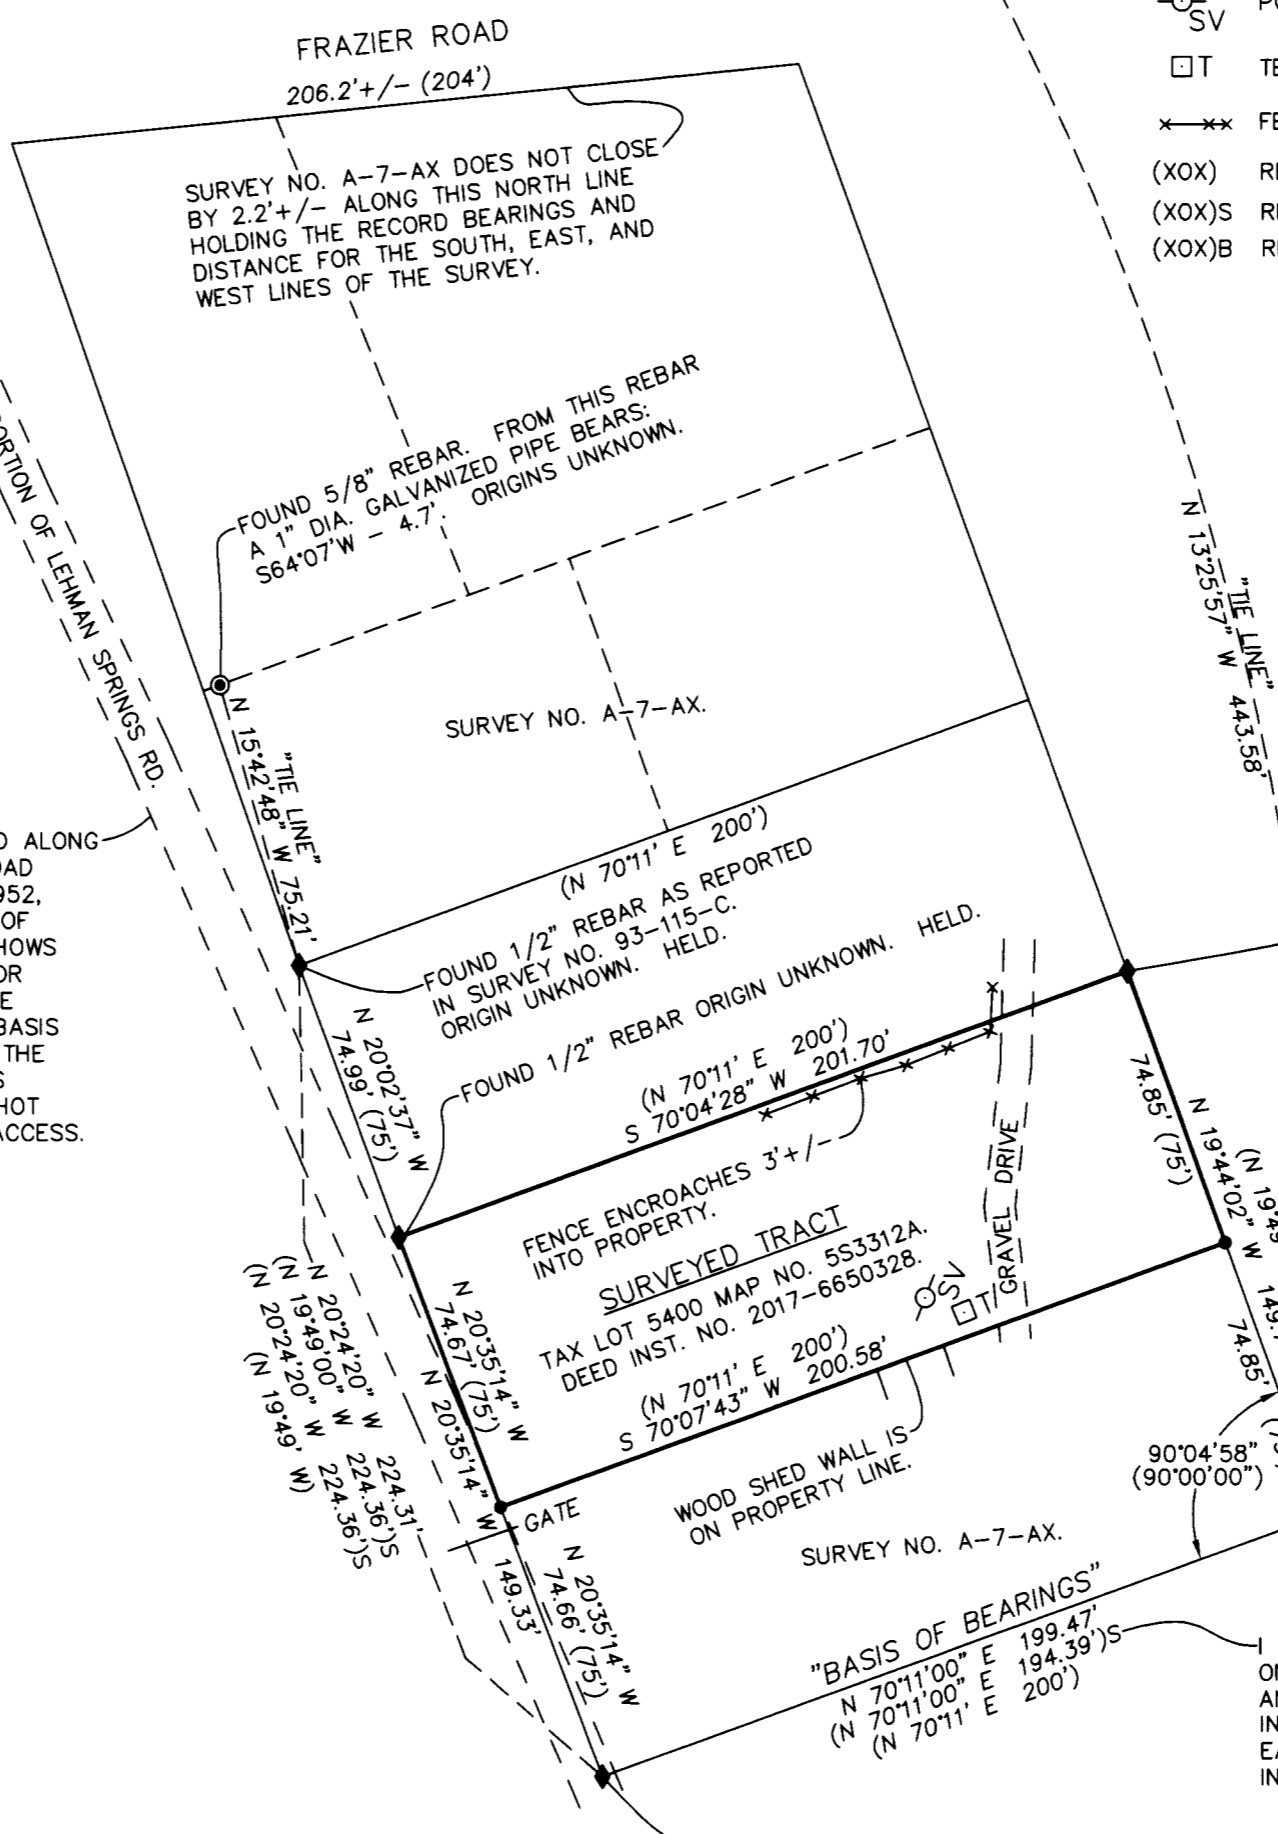 FRAZIER ROAD
206.2'+/- (204')
SURVEY NO. A-7-AX DOES NOT CLOSE
BY 2.2'+/- ALONG THIS NORTH LINE
HOLDING THE RECORD BEARINGS AND
DISTANCE FOR THE SOUTH, EAST, AND
WEST LINES OF THE SURVEY.
SV
T
(XOX)
(XOX)S
(XOX)B
FOUND 5/8" REBAR. FROM THIS REBAR
A 1" DIA. GALVANIZED PIPE BEARS:
S64°07'W - 4.7'. ORIGINS UNKNOWN.
ORTION OF LEHMAN SPRINGS RD.
N 13°25'57" W 443.58'
"TIE LINE"
SURVEY NO. A-7-AX.
"TIE LINE"
N 15°42'48" W 75.21'
ALONG
OAD
952,
OF
HOWS
OR
E
BASIS
THE
S
HOT
ACCESS.
(N 70°11' E 200')
FOUND 1/2" REBAR AS REPORTED
IN SURVEY NO. 93-115-C.
ORIGIN UNKNOWN. HELD.
FOUND 1/2" REBAR ORIGIN UNKNOWN. HELD.
N 20°02'37" W
74.99' (75')
(N 70°11' E 200')
S 70°04'28" W 201.70'
FENCE ENCROACHES 3'+/-
INTO PROPERTY.
GRAVEL DRIVE
74.85' (75')
(N 19°49
N 19°44'02" W 149.
74.85'
SURVEYED TRACT
TAX LOT 5400 MAP NO. 5S3312A.
DEED INST. NO. 2017-6650328.
SV
T
(N 70°11' E 200')
S 70°07'43" W 200.58'
N 20°35'14" W
74.67' (75')
N 20°35'14" W 149.33'
N 20°24'20" W 224.31'
(N 19°49'00" W 224.36')S
(N 20°24'20" W 224.36')S
(N 19°49' W)
GATE
WOOD SHED WALL IS
ON PROPERTY LINE.
90°04'58"
(90°00'00")
N 20°35'14" W
74.66' (75')
SURVEY NO. A-7-AX.
"BASIS OF BEARINGS"
N 70°11'00" E 199.47'
(N 70°11'00" E 194.39')S
(N 70°11' E 200')
IN
EA
IN